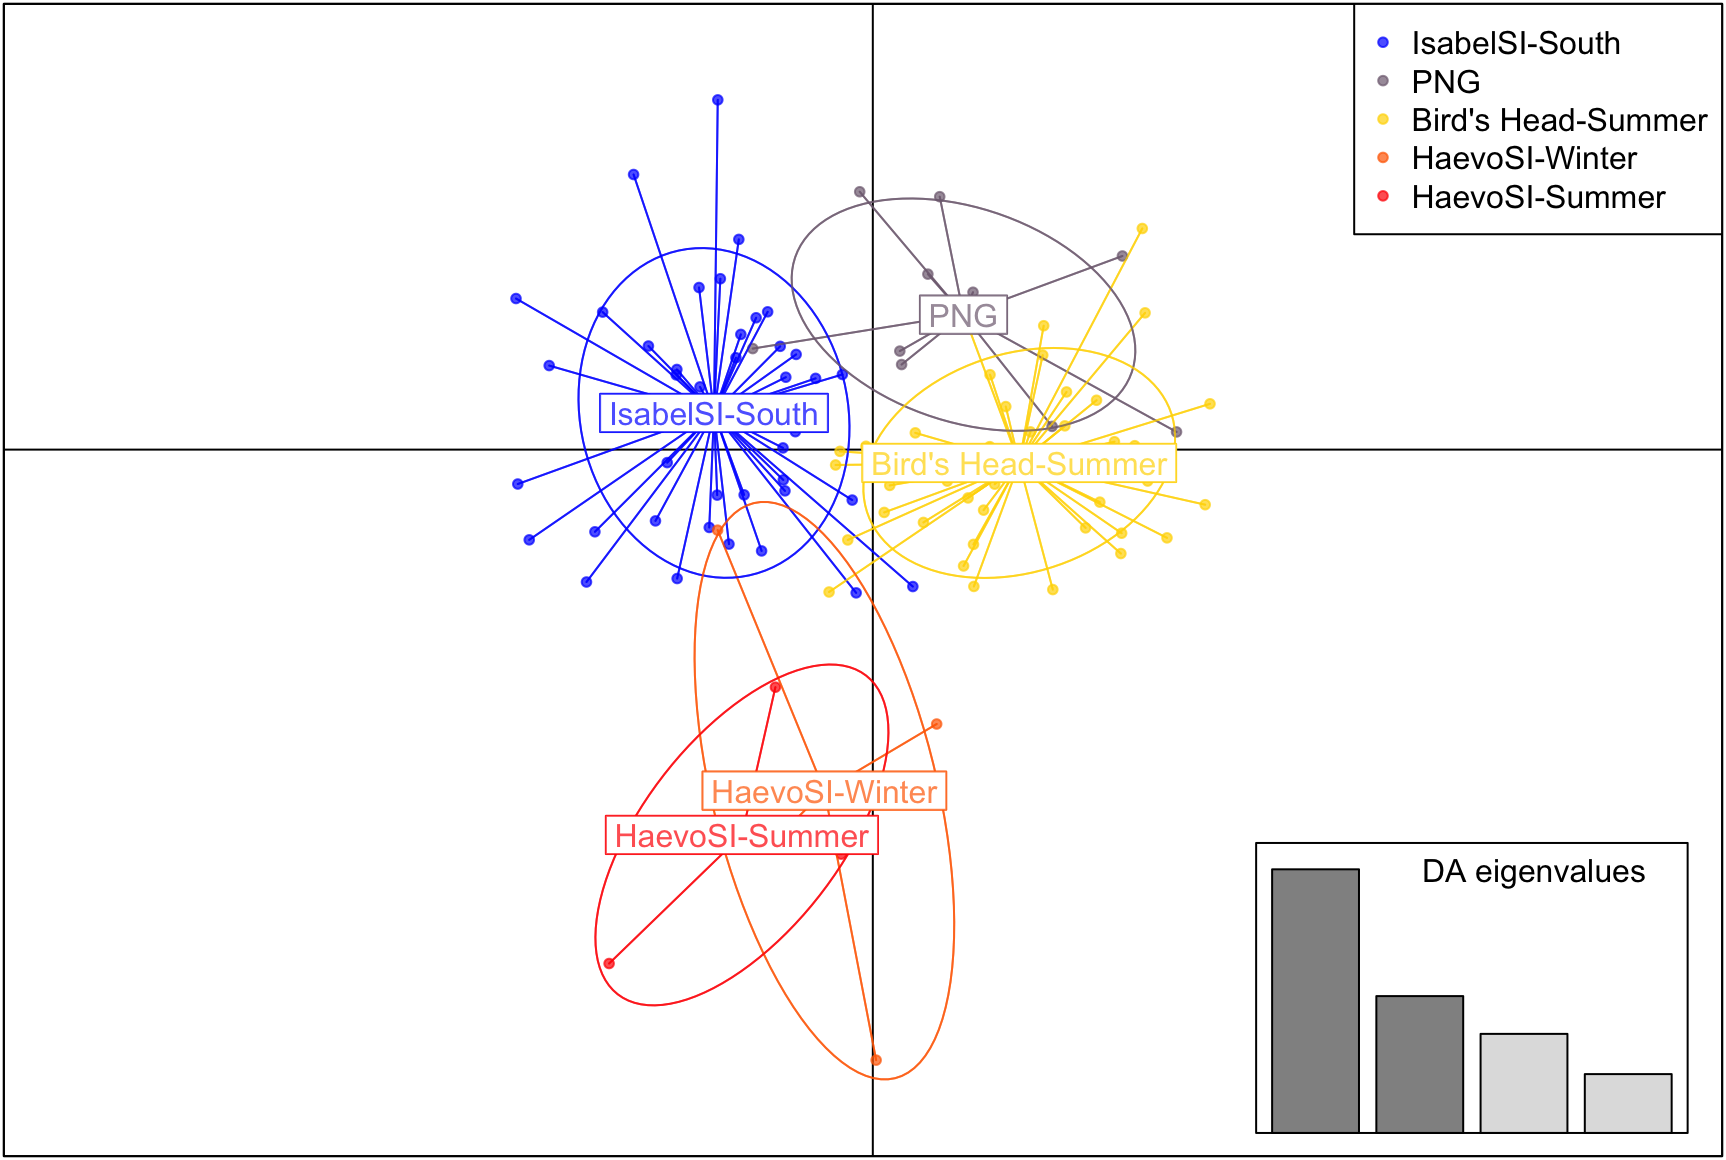 IsabelSI-South
PNG
Bird's Head-Summer
HaevoSI-Winter
HaevoSI-Summer
PNG
IsabelSI-South
Bird's Head-Summer
HaevoSI-Winter
HaevoSI-Summer
DA eigenvalues